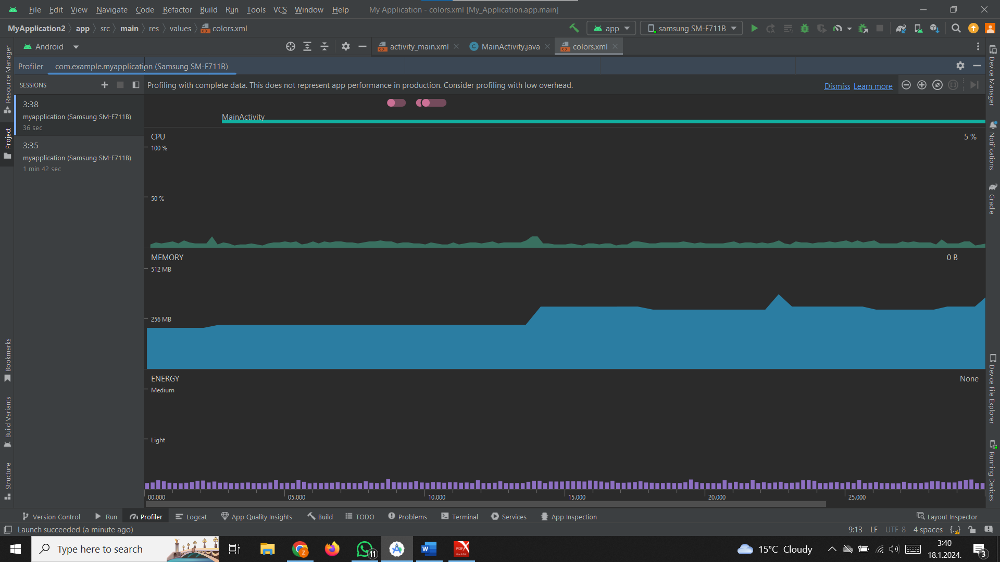 File Edit View Navigate Code Refactor Build Run Tools VCS Window Help My Application - colors.xml [My_Application.app.main]
MyApplication2 app src main res values colors.xml app samsung SM-F711B
Android activity_main.xml MainActivity.java colors.xml
Profiler com.example.myapplication (Samsung SM-F711B)
SESSIONS Profiling with complete data. This does not represent app performance in production. Consider profiling with low overhead. Dismiss Learn more
3:38
myapplication (Samsung SM-F711B)
36 sec
3:35
myapplication (Samsung SM-F711B)
1 min 42 sec
MainActivity
CPU 5 %
100 %
50 %
MEMORY 0 B
512 MB
256 MB
ENERGY None
Medium
Light
00.000 05.000 10.000 15.000 20.000 25.000
Resource Manager
Project
Bookmarks
Build Variants
Structure
Device Manager
Notifications
Gradle
Device File Explorer
Running Devices
Version Control Run Profiler Logcat App Quality Insights Build TODO Problems Terminal Services App Inspection Layout Inspector
Launch succeeded (a minute ago) 9:13 LF UTF-8 4 spaces
Type here to search 11 15°C Cloudy 3:40
18.1.2024. 3